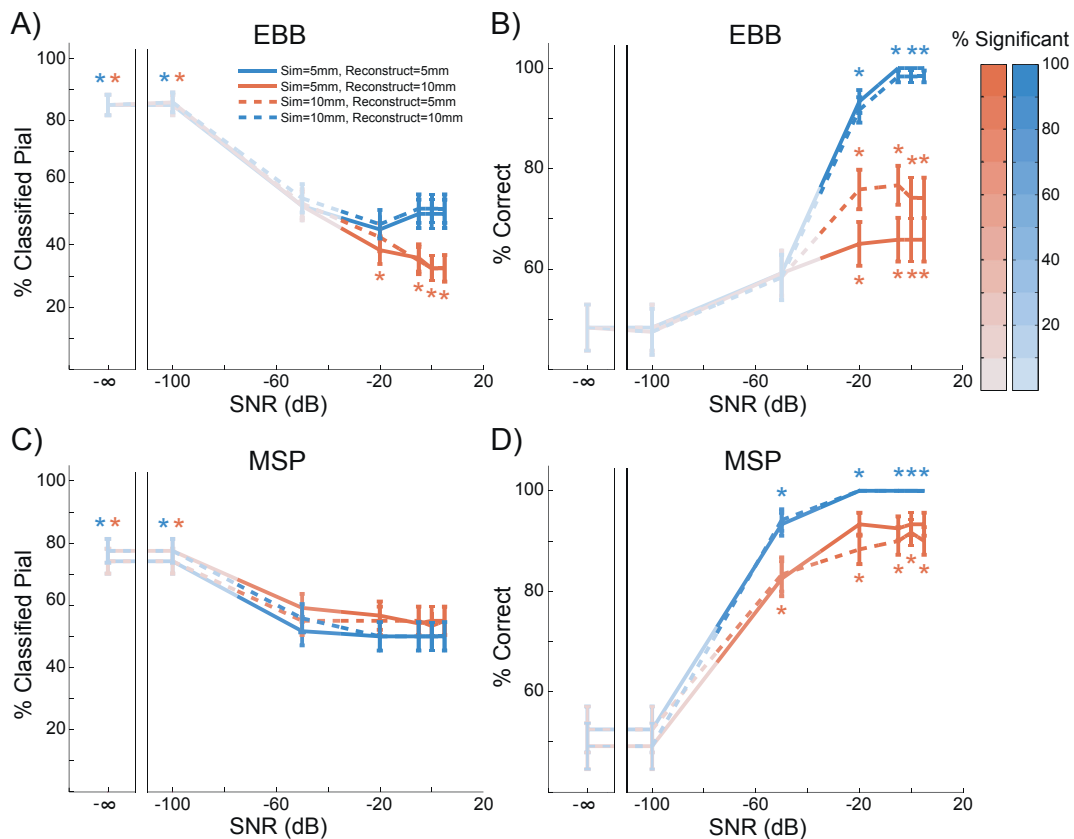 A)
EBB
% Classified Pial
100
80
60
40
20
* *
* *
Sim=5mm, Reconstruct=5mm
Sim=5mm, Reconstruct=10mm
Sim=10mm, Reconstruct=5mm
Sim=10mm, Reconstruct=10mm
*
* * *
-∞ -100 -60 -20 20
SNR (dB)
B)
EBB
% Correct
100
80
60
* * * *
* * * *
* * * *
-∞ -100 -60 -20 20
SNR (dB)
% Significant
100
80
60
40
20
C)
MSP
% Classified Pial
100
80
60
40
20
* *
* *
-∞ -100 -60 -20 20
SNR (dB)
D)
MSP
% Correct
100
80
60
* * * * *
* * * * *
-∞ -100 -60 -20 20
SNR (dB)